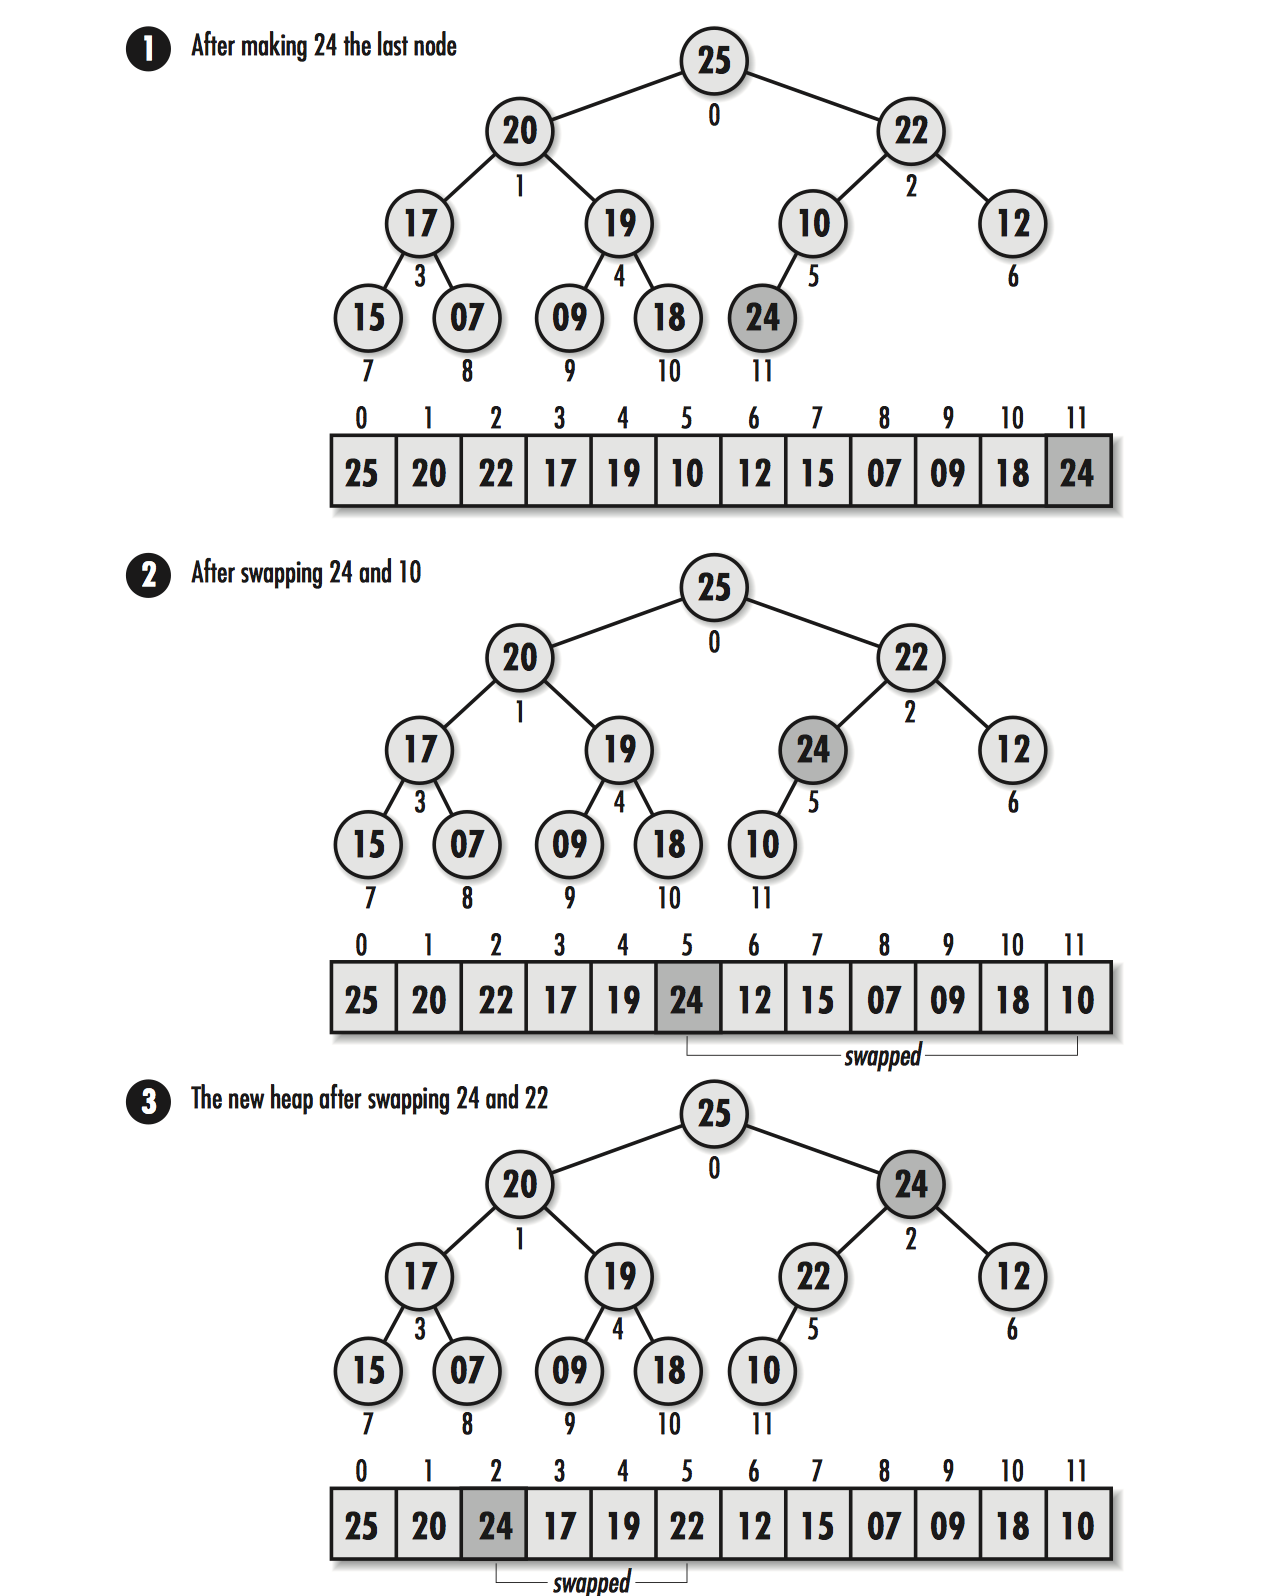 1 After making 24 the last node
25
0
20 22
1 2
17 19 10 12
3 4 5 6
15 07 09 18 24
7 8 9 10 11
0 1 2 3 4 5 6 7 8 9 10 11
25 20 22 17 19 10 12 15 07 09 18 24
2 After swapping 24 and 10
25
0
20 22
1 2
17 19 24 12
3 4 5 6
15 07 09 18 10
7 8 9 10 11
0 1 2 3 4 5 6 7 8 9 10 11
25 20 22 17 19 24 12 15 07 09 18 10
swapped
3 The new heap after swapping 24 and 22
25
0
20 24
1 2
17 19 22 12
3 4 5 6
15 07 09 18 10
7 8 9 10 11
0 1 2 3 4 5 6 7 8 9 10 11
25 20 24 17 19 22 12 15 07 09 18 10
swapped